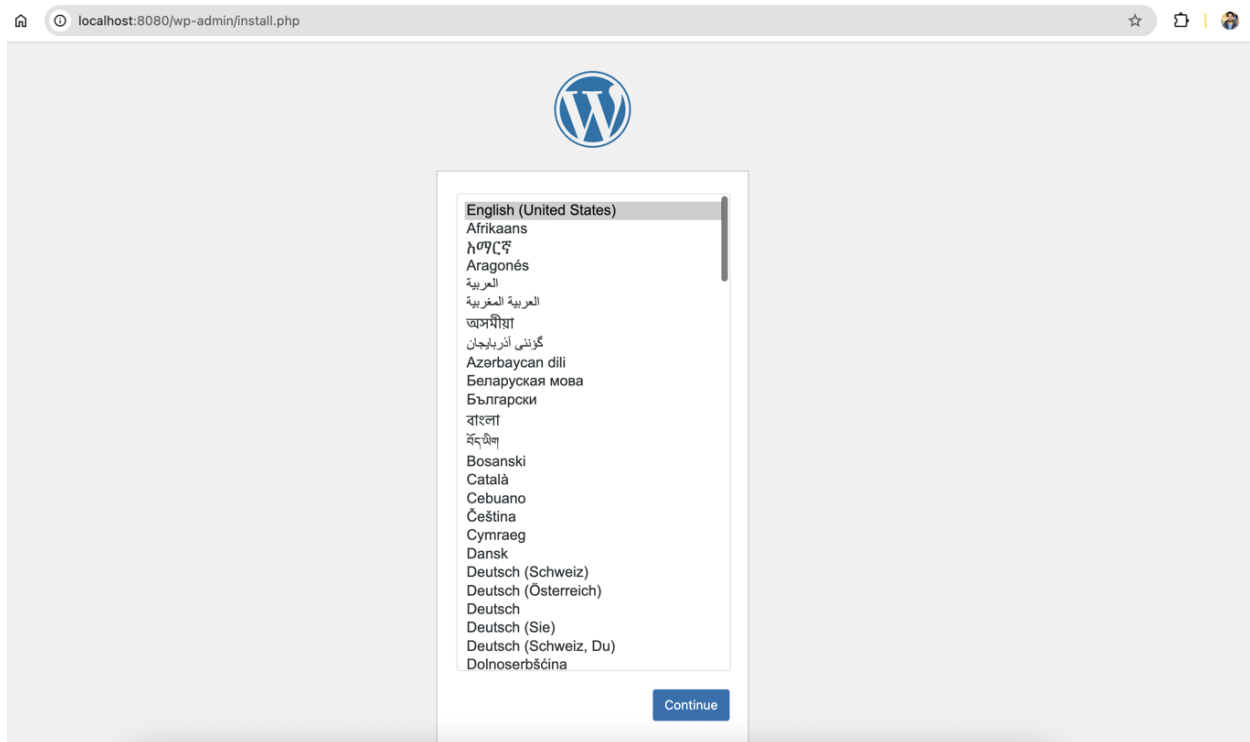 localhost:8080/wp-admin/install.php
English (United States)
Afrikaans
አማርኛ
Aragonés
العربية
العربية المغربية
অসমীয়া
گؤنئی آذربایجان
Azərbaycan dili
Беларуская мова
Български
বাংলা
བོད་ཡིག
Bosanski
Català
Cebuano
Čeština
Cymraeg
Dansk
Deutsch (Schweiz)
Deutsch (Österreich)
Deutsch
Deutsch (Sie)
Deutsch (Schweiz, Du)
Dolnoserbšćina
Continue